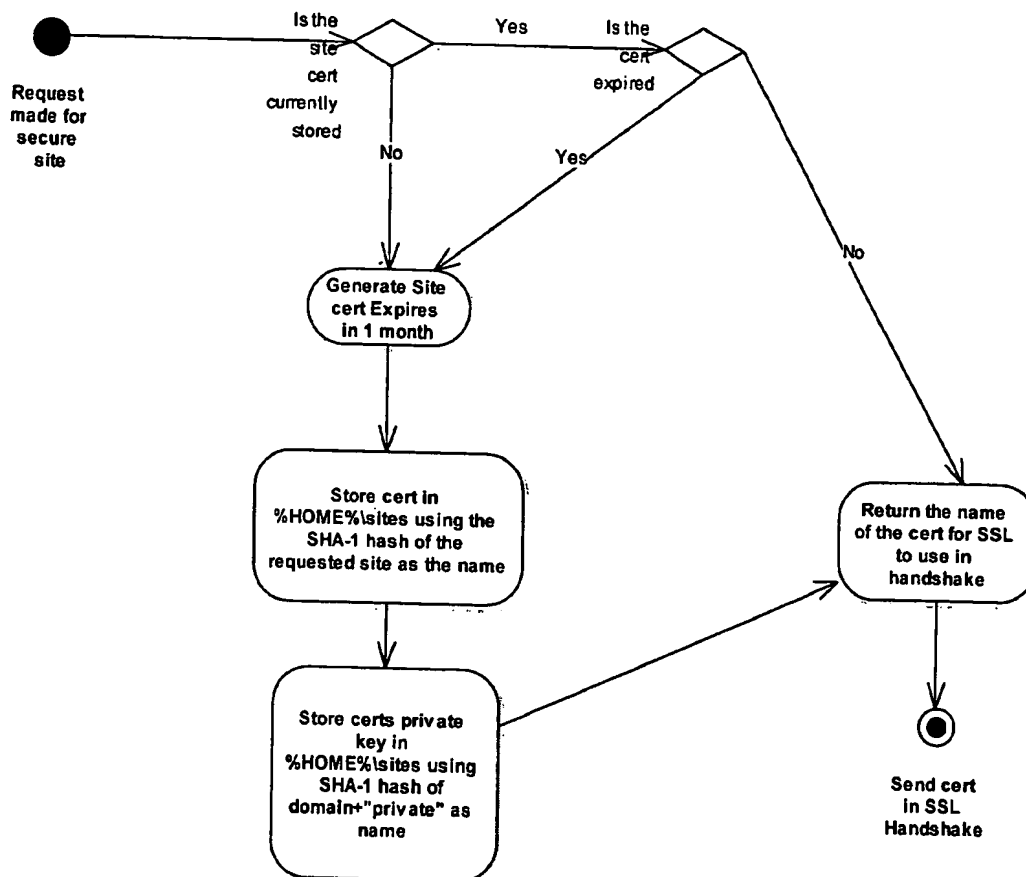 Request
made for
secure
site
Is the
site
cert
currently
stored
Yes
Is the
cert
expired
No
Yes
No
Generate Site
cert Expires
in 1 month
Store cert in
%HOME%\sites using the
SHA-1 hash of the
requested site as the name
Store certs private
key in
%HOME%\sites using
SHA-1 hash of
domain+"private" as
name
Return the name
of the cert for SSL
to use in
handshake
Send cert
in SSL
Handshake